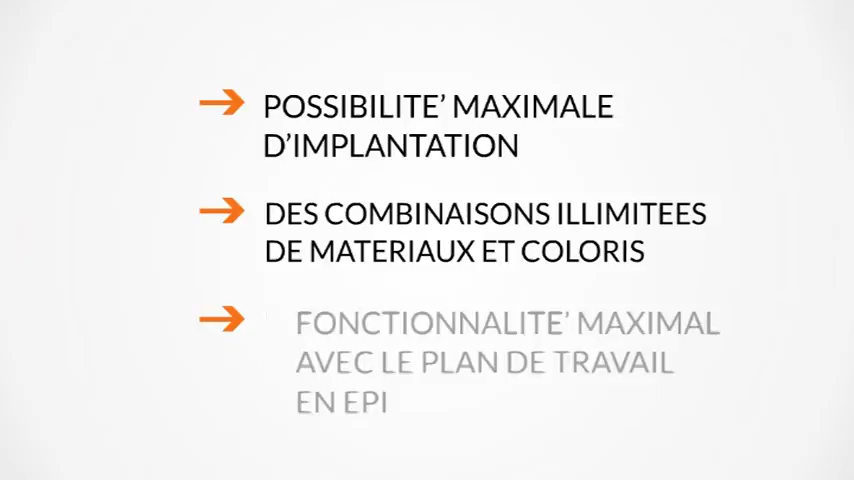 POSSIBILITE’ MAXIMALE
D’IMPLANTATION
DES COMBINAISONS ILLIMITEES
DE MATERIAUX ET COLORIS
FONCTIONNALITE’ MAXIMAL
AVEC LE PLAN DE TRAVAIL
EN EPI